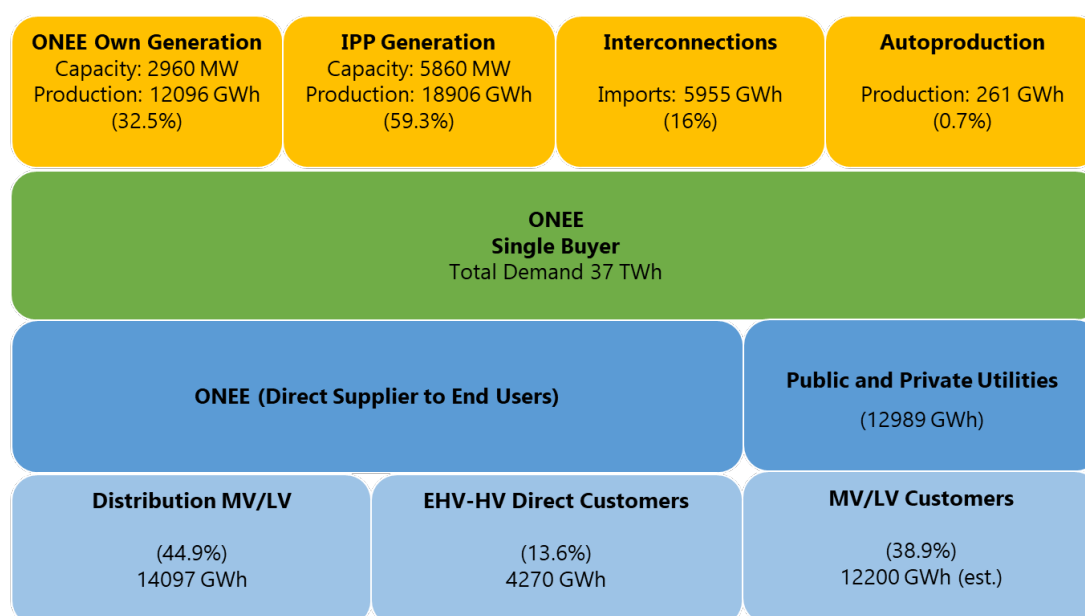 ONEE Own Generation
Capacity: 2960 MW
Production: 12096 GWh
(32.5%)
IPP Generation
Capacity: 5860 MW
Production: 18906 GWh
(59.3%)
Interconnections
Imports: 5955 GWh
(16%)
Autoproduction
Production: 261 GWh
(0.7%)
ONEE
Single Buyer
Total Demand 37 TWh
ONEE (Direct Supplier to End Users)
Public and Private Utilities
(12989 GWh)
Distribution MV/LV
(44.9%)
14097 GWh
EHV-HV Direct Customers
(13.6%)
4270 GWh
MV/LV Customers
(38.9%)
12200 GWh (est.)